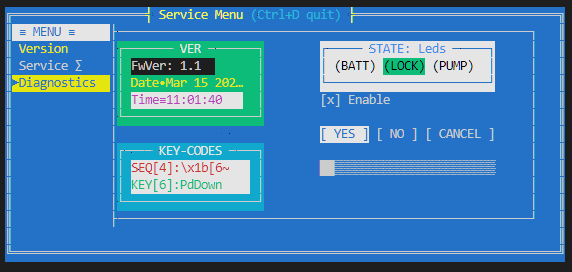 Service Menu (Ctrl+D quit)
≡ MENU
Version
Service ∑
►Diagnostics
VER
FwVer: 1.1
Date•Mar 15 202…
Time=11:01:40
KEY-CODES
SEQ[4]:\x1b[6~
KEY[6]:PdDown
STATE: Leds
(BATT) (LOCK) (PUMP)
[x] Enable
[ YES ] [ NO ] [ CANCEL ]